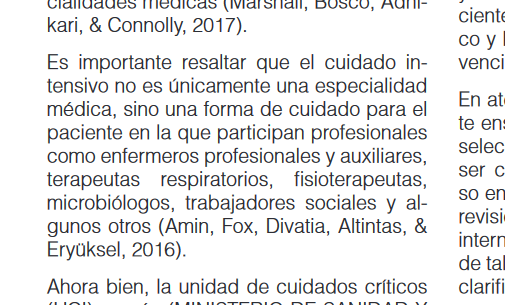 cialidades médicas (Marshall, Bosco, Adhi-
kari, & Connolly, 2017).
Es importante resaltar que el cuidado in-
tensivo no es únicamente una especialidad
médica, sino una forma de cuidado para el
paciente en la que participan profesionales
como enfermeros profesionales y auxiliares,
terapeutas respiratorios, fisioterapeutas,
microbiólogos, trabajadores sociales y al-
gunos otros (Amin, Fox, Divatia, Altintas, &
Eryüksel, 2016).
Ahora bien, la unidad de cuidados críticos
(UCI) según (MINISTERIO DE SANIDAD Y
ciente
co y
venci
En at
te en
selec
ser c
so en
revisi
intern
de tal
clarifi